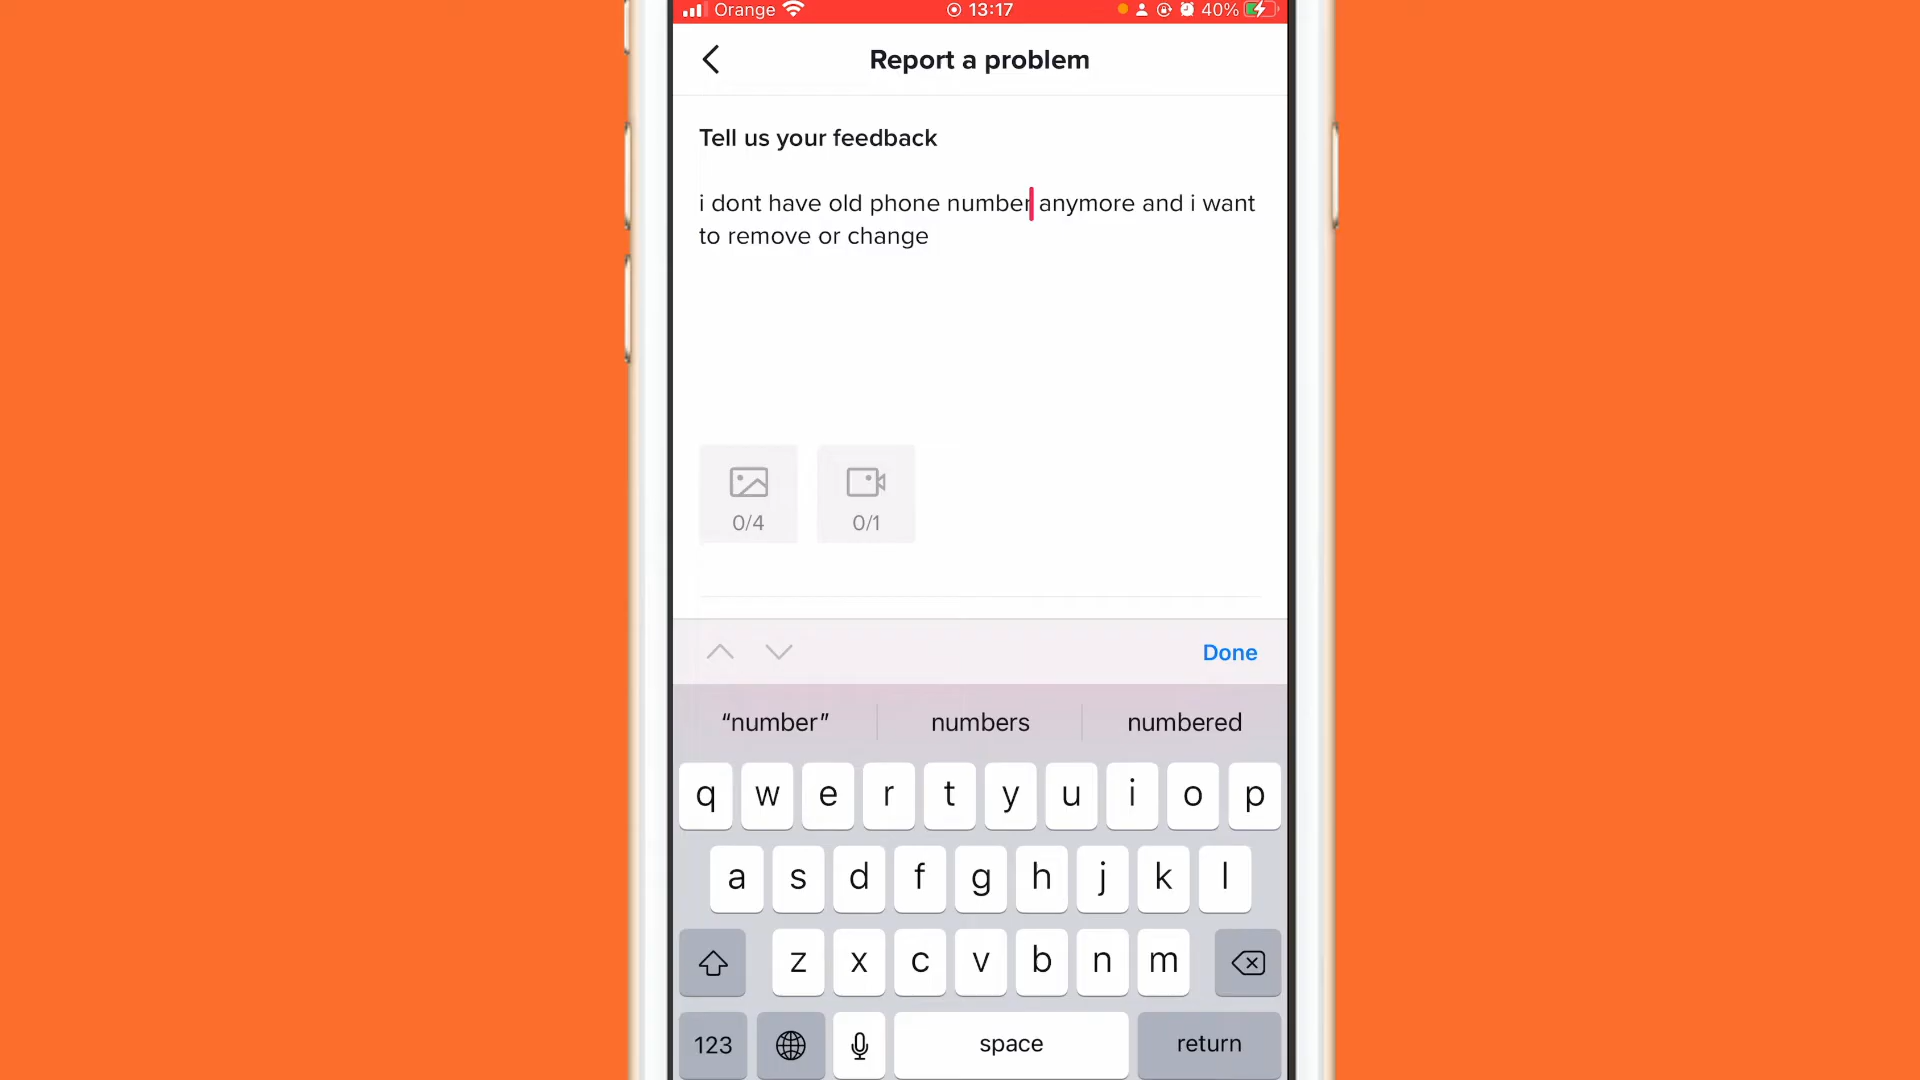 Orange 13:17 40%
Report a problem
Tell us your feedback
i dont have old phone number anymore and i want
to remove or change
0/4 0/1
Done
“number” numbers numbered
q w e r t y u i o p
a s d f g h j k l
z x c v b n m
123 space return